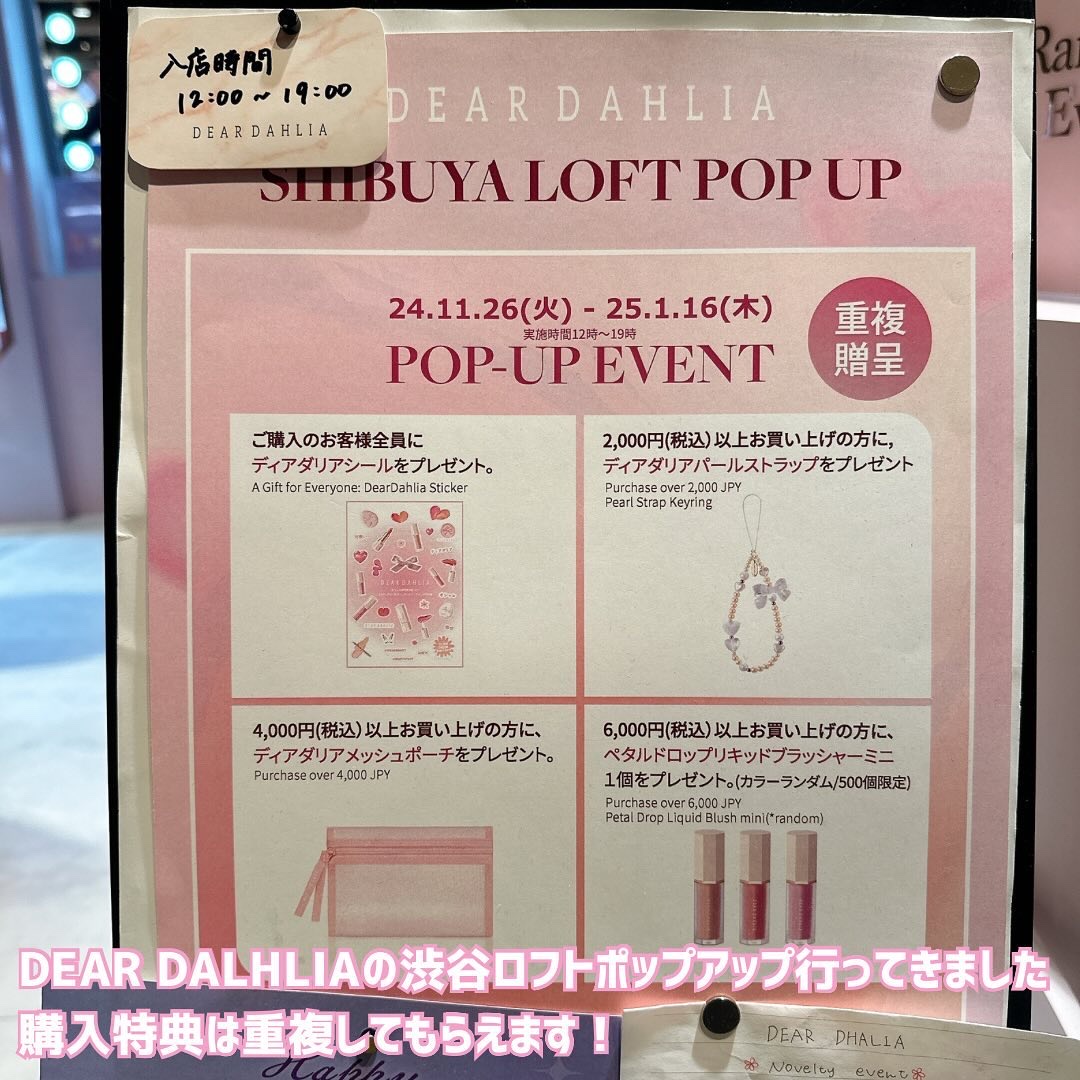 入店時間
12:00~19:00
DEAR DAHLIA
DEAR DAHLIA
SHIBUYA LOFT POP UP
24.11.26(火) - 25.1.16(木)
実施時間12時～19時
POP-UP EVENT
重複
贈呈
ご購入のお客様全員に
ディアダリアシールをプレゼント。
A Gift for Everyone: DearDahlia Sticker
DEAR DAHLIA
2,000円(税込)以上お買い上げの方に,
ディアダリアパールストラップをプレゼント
Purchase over 2,000 JPY
Pearl Strap Keyring
4,000円(税込)以上お買い上げの方に、
ディアダリアメッシュポーチをプレゼント。
Purchase over 4,000 JPY
6,000円(税込)以上お買い上げの方に、
ペタルドロップリキッドブラッシャーミニ
1個をプレゼント。(カラーランダム/500個限定)
Purchase over 6,000 JPY
Petal Drop Liquid Blush mini(*random)
DEAR DALHLIAの渋谷ロフトポップアップ行ってきました
購入特典は重複してもらえます！
Happy
DEAR DHALIA
Novelty event